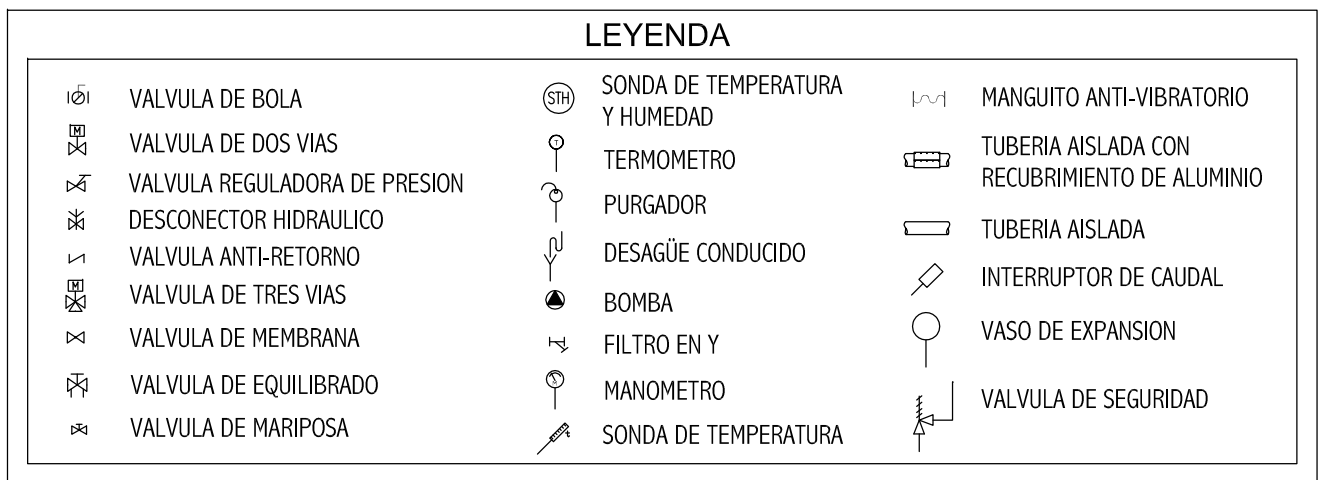 LEYENDA
VALVULA DE BOLA
M
VALVULA DE DOS VIAS
VALVULA REGULADORA DE PRESION
DESCONECTOR HIDRAULICO
VALVULA ANTI-RETORNO
M
VALVULA DE TRES VIAS
VALVULA DE MEMBRANA
VALVULA DE EQUILIBRADO
VALVULA DE MARIPOSA
STH
SONDA DE TEMPERATURA
Y HUMEDAD
T
TERMOMETRO
PURGADOR
DESAGÜE CONDUCIDO
BOMBA
FILTRO EN Y
MANOMETRO
SONDA DE TEMPERATURA
MANGUITO ANTI-VIBRATORIO
TUBERIA AISLADA CON
RECUBRIMIENTO DE ALUMINIO
TUBERIA AISLADA
INTERRUPTOR DE CAUDAL
VASO DE EXPANSION
VALVULA DE SEGURIDAD